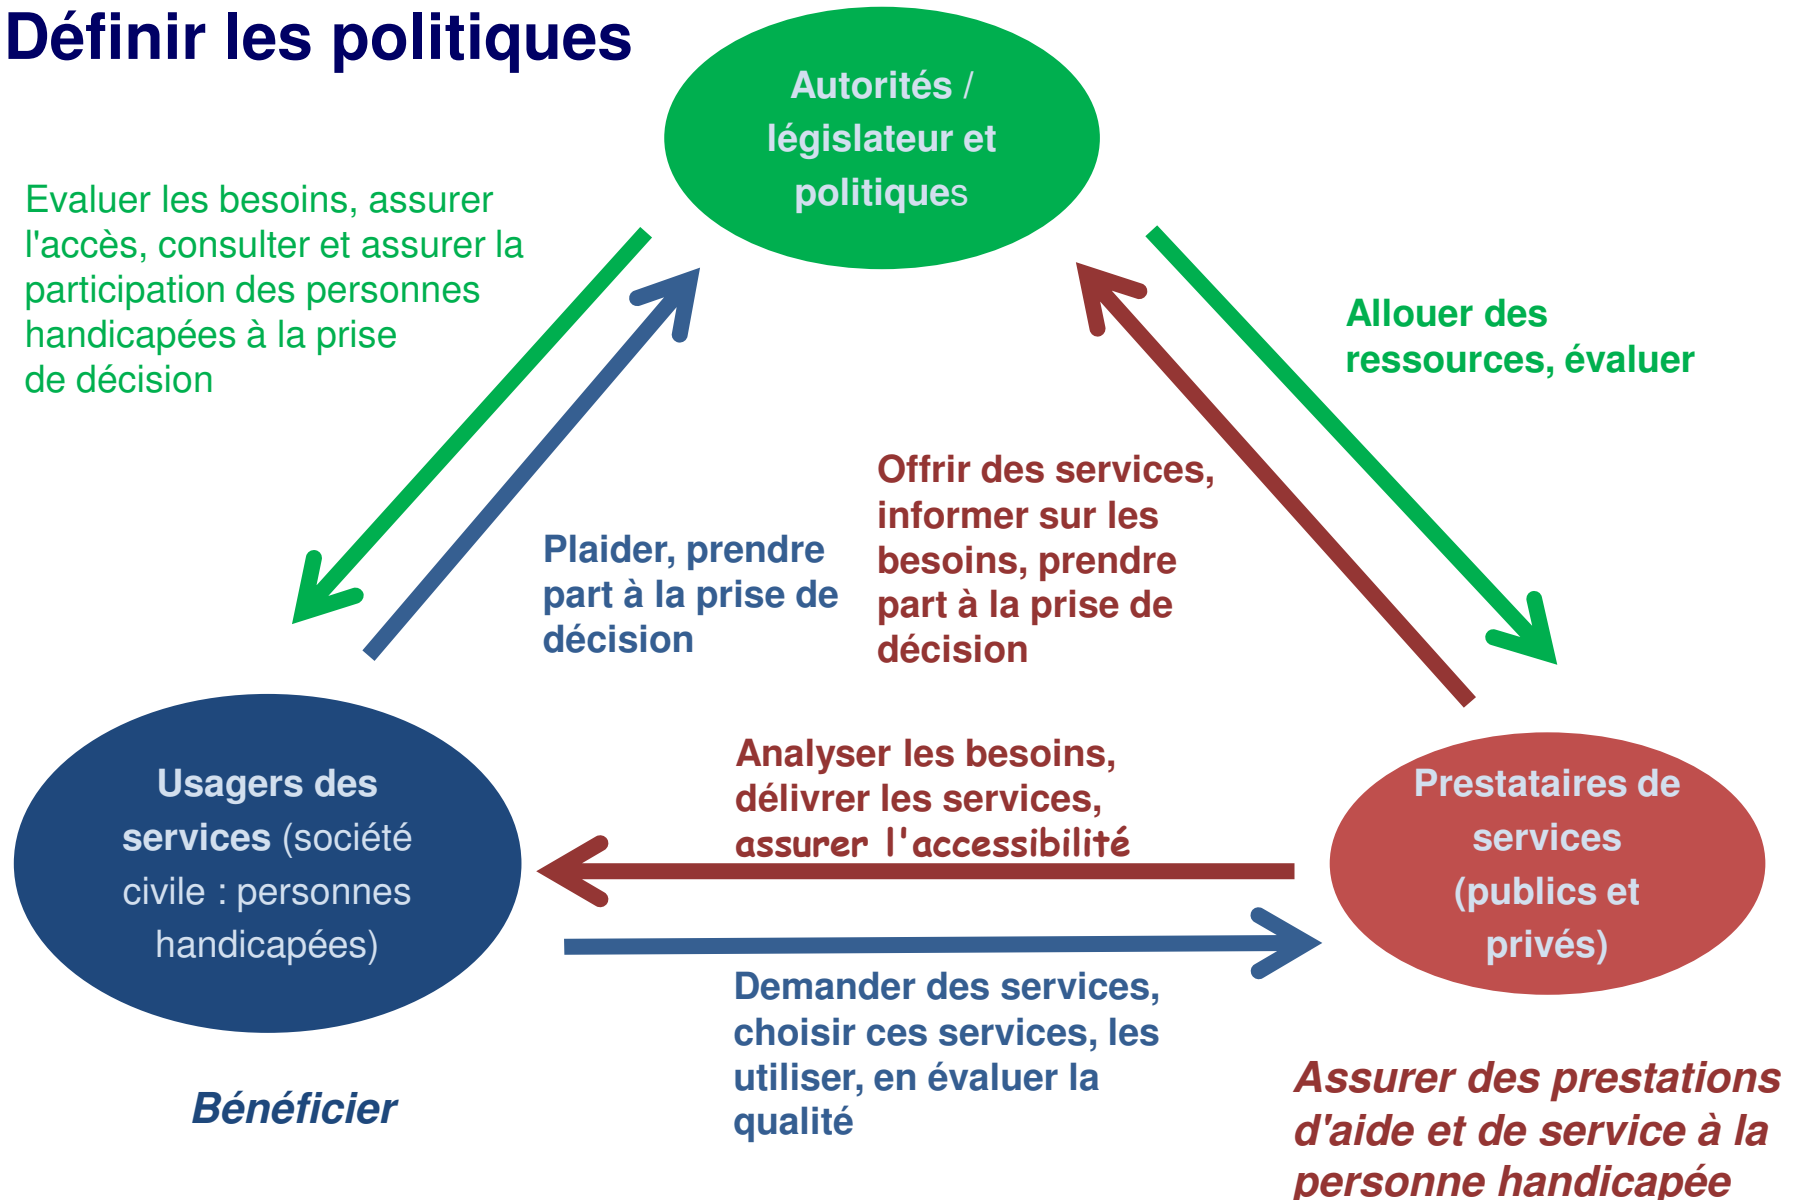 Définir les politiques
Autorités /
législateur et
politiques
Evaluer les besoins, assurer
l'accès, consulter et assurer la
participation des personnes
handicapées à la prise
de décision
Allouer des
ressources, évaluer
Plaider, prendre
part à la prise de
décision
Offrir des services,
informer sur les
besoins, prendre
part à la prise de
décision
Usagers des
services (société
civile : personnes
handicapées)
Analyser les besoins,
délivrer les services,
assurer l'accessibilité
Prestataires de
services
(publics et
privés)
Demander des services,
choisir ces services, les
utiliser, en évaluer la
qualité
Bénéficier
Assurer des prestations
d'aide et de service à la
personne handicapée